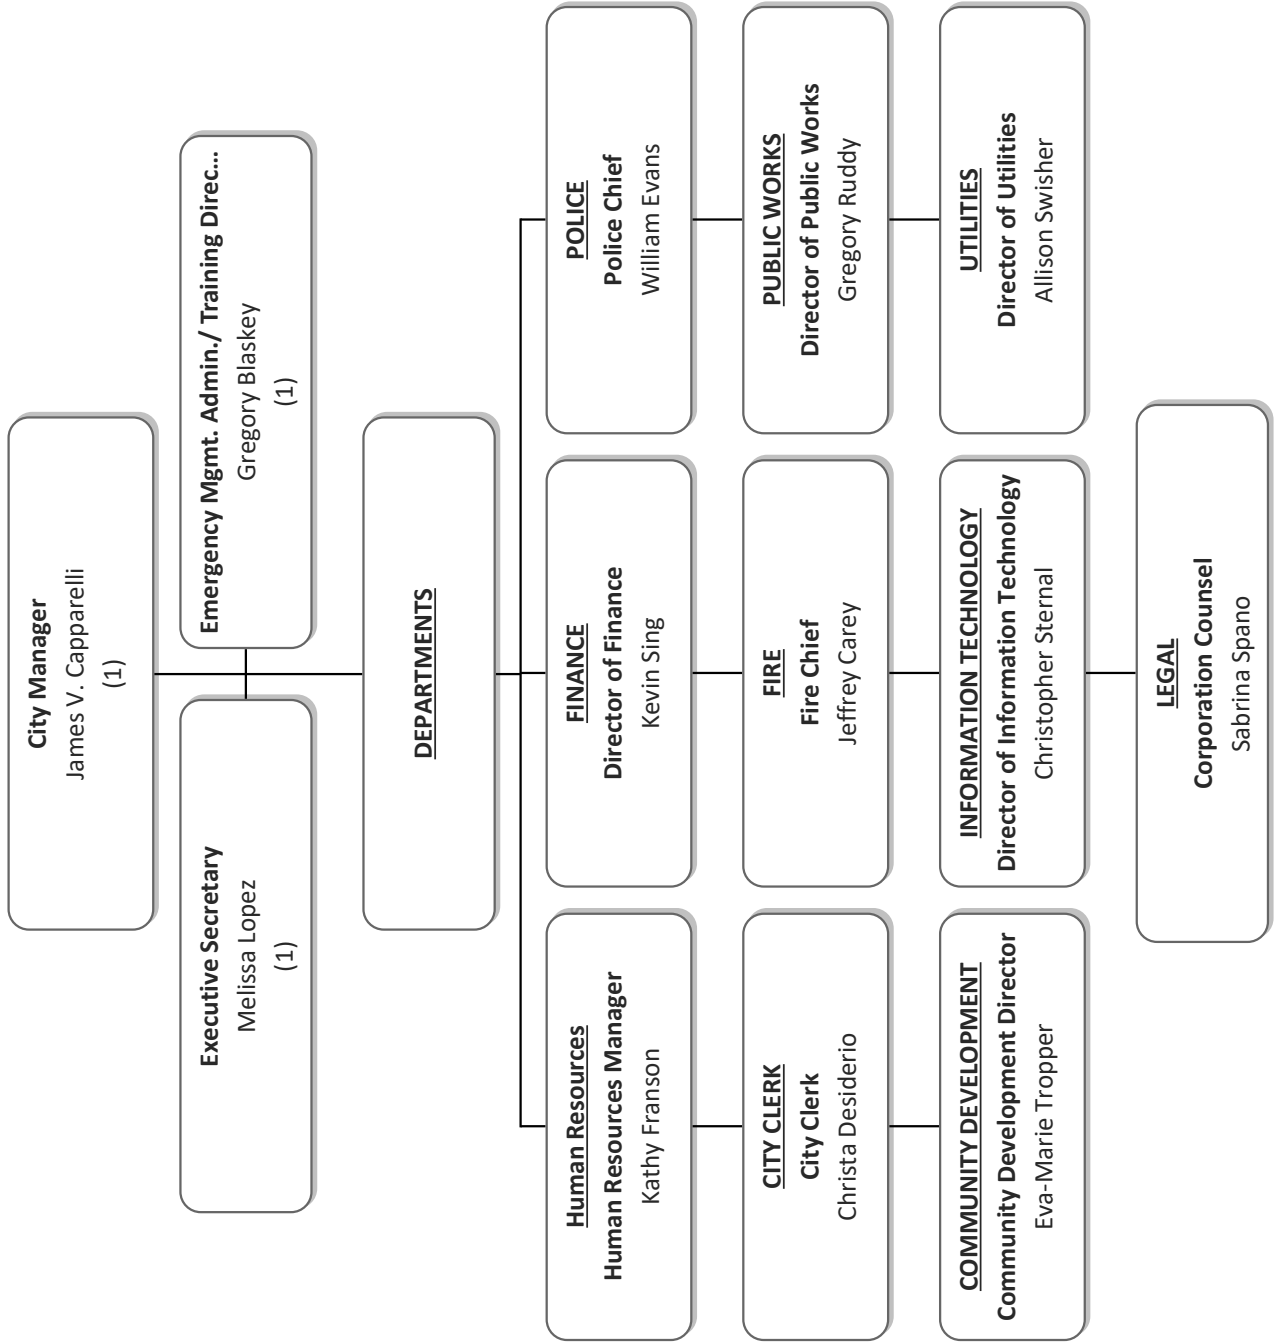 City Manager
James V. Capparelli
(1)
Executive Secretary
Melissa Lopez
(1)
Emergency Mgmt. Admin./ Training Direc...
Gregory Blaskey
(1)
DEPARTMENTS
Human Resources
Human Resources Manager
Kathy Franson
FINANCE
Director of Finance
Kevin Sing
POLICE
Police Chief
William Evans
CITY CLERK
City Clerk
Christa Desiderio
FIRE
Fire Chief
Jeffrey Carey
PUBLIC WORKS
Director of Public Works
Gregory Ruddy
COMMUNITY DEVELOPMENT
Community Development Director
Eva-Marie Tropper
INFORMATION TECHNOLOGY
Director of Information Technology
Christopher Sternal
UTILITIES
Director of Utilities
Allison Swisher
LEGAL
Corporation Counsel
Sabrina Spano